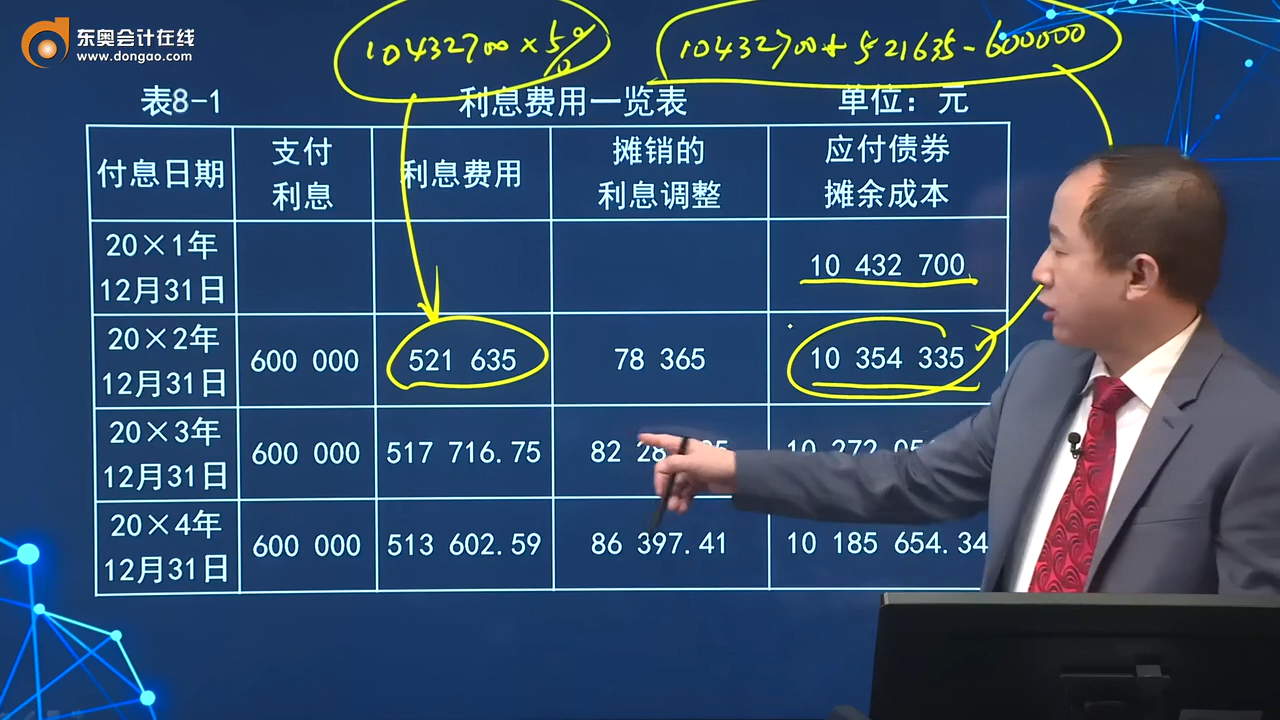 东奥会计在线
www.dongao.com
10432700×5%
10432700+521635-600000
表8-1 利息费用一览表 单位：元
付息日期 支付利息 利息费用 摊销的利息调整 应付债券摊余成本
20×1年12月31日 10 432 700
20×2年12月31日 600 000 521 635 78 365 10 354 335
20×3年12月31日 600 000 517 716.75 82 10 272
20×4年12月31日 600 000 513 602.59 86 397.41 10 185 654.34